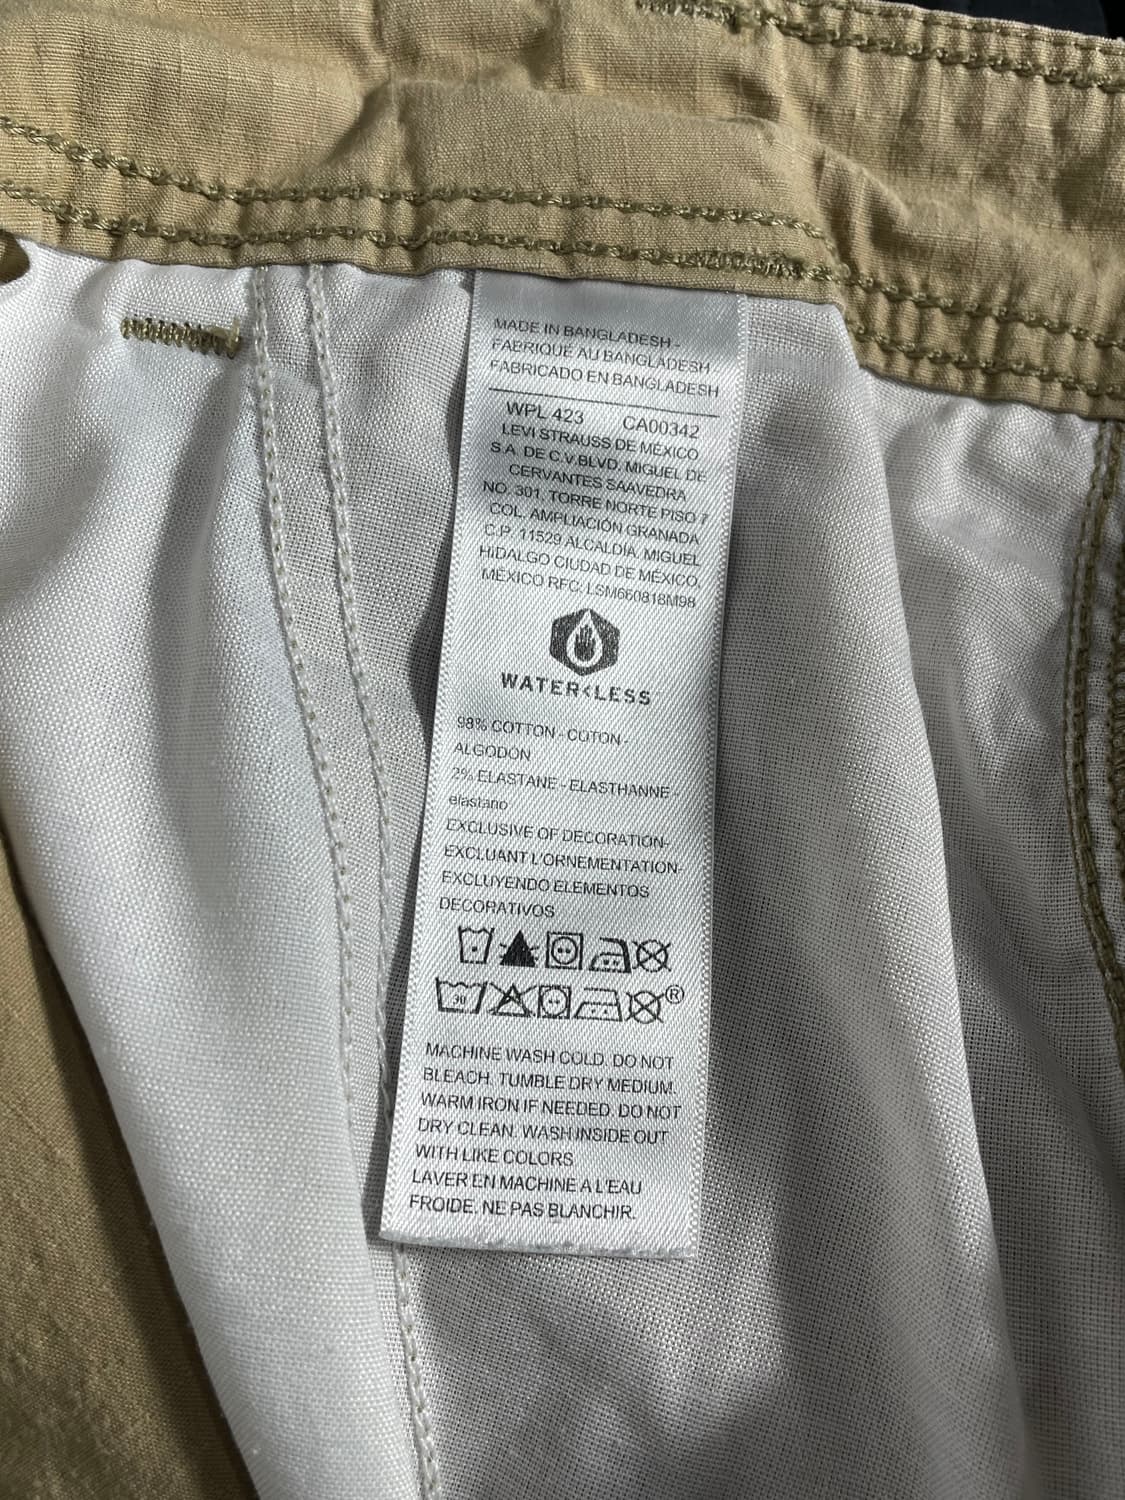 MADE IN BANGLADESH -
FABRIQUÉ AU BANGLADESH
FABRICADO EN BANGLADESH
WPL 423 CA00342
LEVI STRAUSS DE MÉXICO
S.A. DE C.V.BLVD. MIGUEL DE
CERVANTES SAAVEDRA
NO. 301, TORRE NORTE PISO 7
COL. AMPLIACIÓN GRANADA
C.P. 11529 ALCALDÍA MIGUEL
HIDALGO CIUDAD DE MÉXICO,
MÉXICO RFC. LSM660818M98
WATER<LESS
98% COTTON - COTON -
ALGODÓN
2% ELASTANE - ELASTHANNE -
elastano
EXCLUSIVE OF DECORATION-
EXCLUANT L'ORNEMENTATION-
EXCLUYENDO ELEMENTOS
DECORATIVOS
30 ®
MACHINE WASH COLD. DO NOT
BLEACH. TUMBLE DRY MEDIUM.
WARM IRON IF NEEDED. DO NOT
DRY CLEAN. WASH INSIDE OUT
WITH LIKE COLORS
LAVER EN MACHINE A L'EAU
FROIDE. NE PAS BLANCHIR.